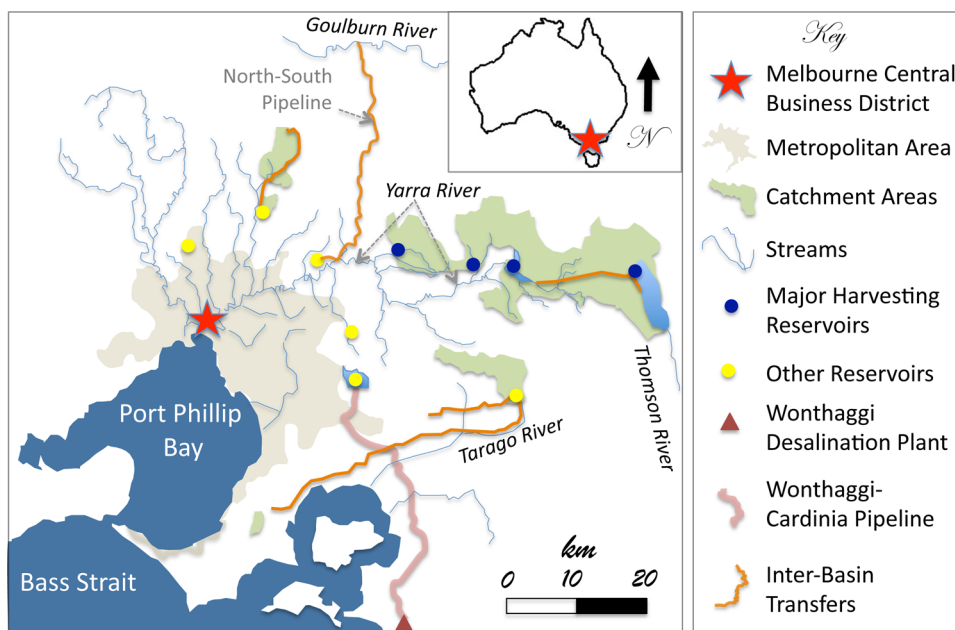 Goulburn River
North-South
Pipeline
N
Yarra River
Thomson River
Port Phillip
Bay
Tarago River
Bass Strait
km
0 10 20
Key
Melbourne Central
Business District
Metropolitan Area
Catchment Areas
Streams
Major Harvesting
Reservoirs
Other Reservoirs
Wonthaggi
Desalination Plant
Wonthaggi-
Cardinia Pipeline
Inter-Basin
Transfers